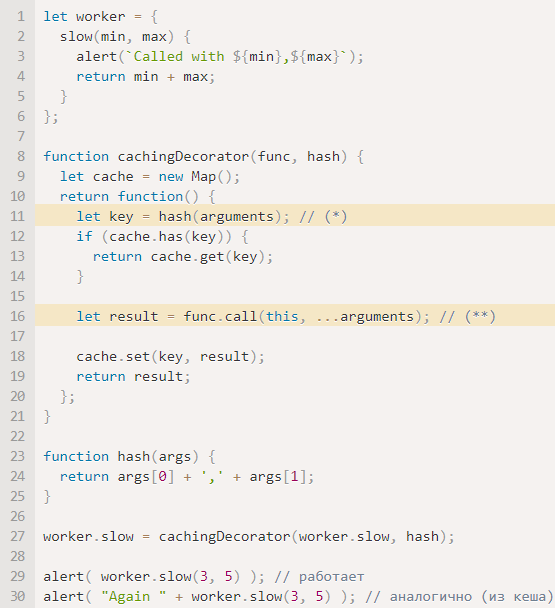 1 let worker = {
2   slow(min, max) {
3     alert(`Called with ${min},${max}`);
4     return min + max;
5   }
6 };
7
8 function cachingDecorator(func, hash) {
9   let cache = new Map();
10   return function() {
11     let key = hash(arguments); // (*)
12     if (cache.has(key)) {
13       return cache.get(key);
14     }
15
16     let result = func.call(this, ...arguments); // (**)
17
18     cache.set(key, result);
19     return result;
20   };
21 }
22
23 function hash(args) {
24   return args[0] + ',' + args[1];
25 }
26
27 worker.slow = cachingDecorator(worker.slow, hash);
28
29 alert( worker.slow(3, 5) ); // работает
30 alert( "Again " + worker.slow(3, 5) ); // аналогично (из кеша)